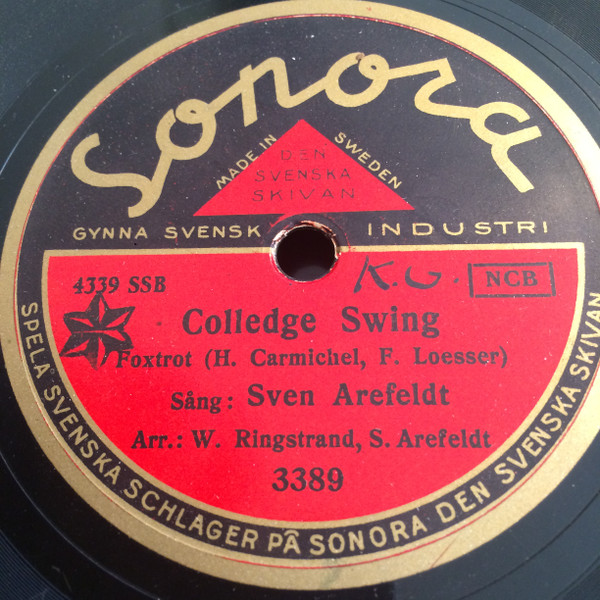 Sonora
MADE IN SWEDEN
DEN
SVENSKA
SKIVAN
GYNNA SVENSK INDUSTRI
K.G.
4339 SSB
NCB
Colledge Swing
Foxtrot (H. Carmichel, F. Loesser)
Sång: Sven Arefeldt
Arr.: W. Ringstrand, S. Arefeldt
3389
SPELA SVENSKA SCHLAGER PÅ SONORA DEN SVENSKA SKIVAN